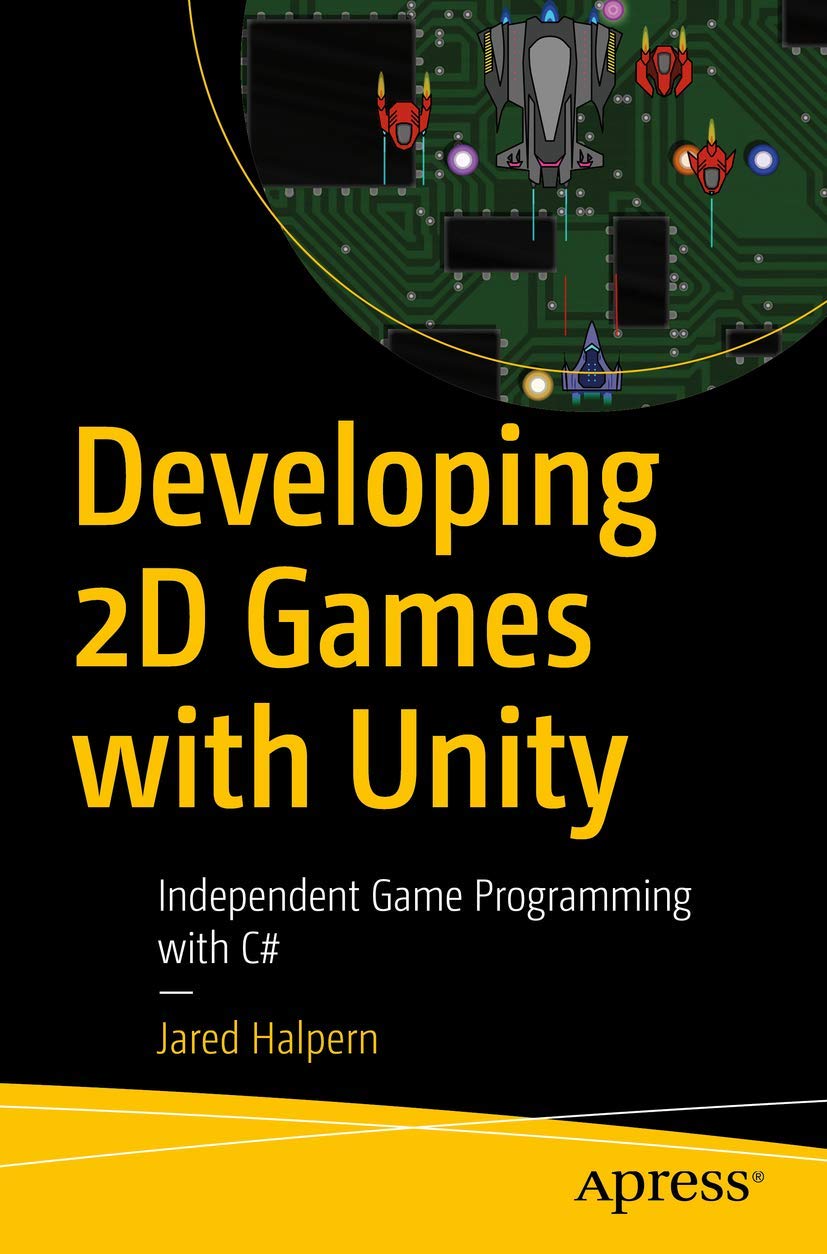 Developing
2D Games
with Unity
Independent Game Programming
with C#
—
Jared Halpern
Apress®